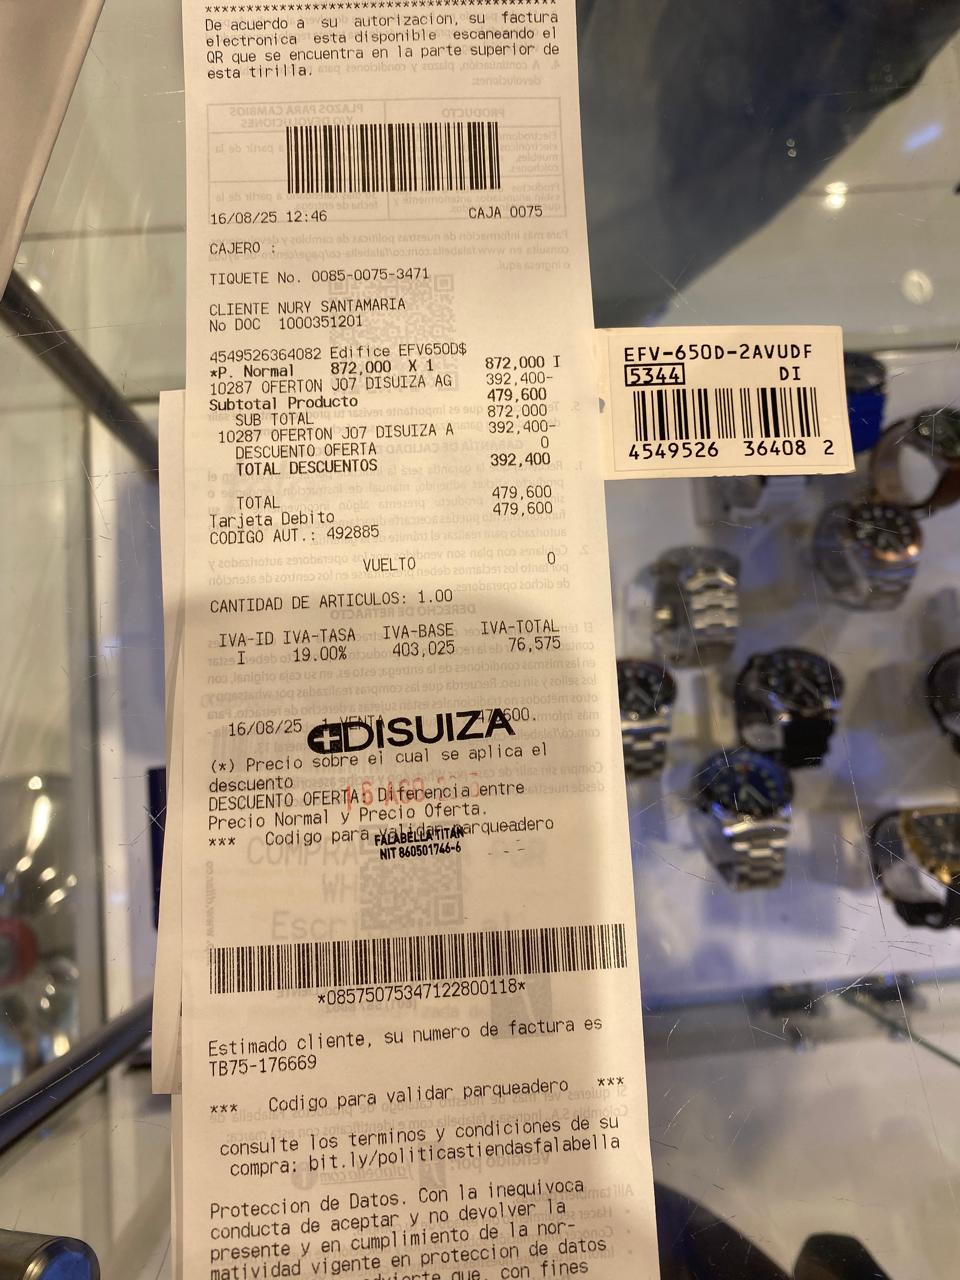 De acuerdo a su autorizacion, su factura
electronica esta disponible escaneando el
QR que se encuentra en la parte superior de
esta tirilla.
16/08/25 12:46 CAJA 0075
CAJERO :
TIQUETE No. 0085-0075-3471
CLIENTE NURY SANTAMARIA
No DOC 1000351201
4549526364082 Edifice EFV650D$
*P. Normal 872,000 X 1 872,000 I
10287 OFERTON J07 DISUIZA AG 392,400-
Subtotal Producto 479,600
SUB TOTAL 872,000
10287 OFERTON J07 DISUIZA A 392,400-
DESCUENTO OFERTA 0
TOTAL DESCUENTOS 392,400
TOTAL 479,600
Tarjeta Debito 479,600
CODIGO AUT.: 492885
VUELTO 0
CANTIDAD DE ARTICULOS: 1.00
IVA-ID IVA-TASA IVA-BASE IVA-TOTAL
I 19.00% 403,025 76,575
16/08/25 1 VENTA
DISUIZA
(*) Precio sobre el cual se aplica el
descuento
DESCUENTO OFERTA: Diferencia entre
Precio Normal y Precio Oferta.
*** Codigo para validar parqueadero
FALABELLA TITAN
NIT 860501746-6
*08575075347122800118*
Estimado cliente, su numero de factura es
TB75-176669
*** Codigo para validar parqueadero ***
consulte los terminos y condiciones de su
compra: bit.ly/politicastiendasfalabella
Proteccion de Datos. Con la inequivoca
conducta de aceptar y no devolver la
presente y en cumplimiento de la nor-
matividad vigente en proteccion de datos
que, con fines
EFV-650D-2AVUDF
5344 DI
4549526 36408 2